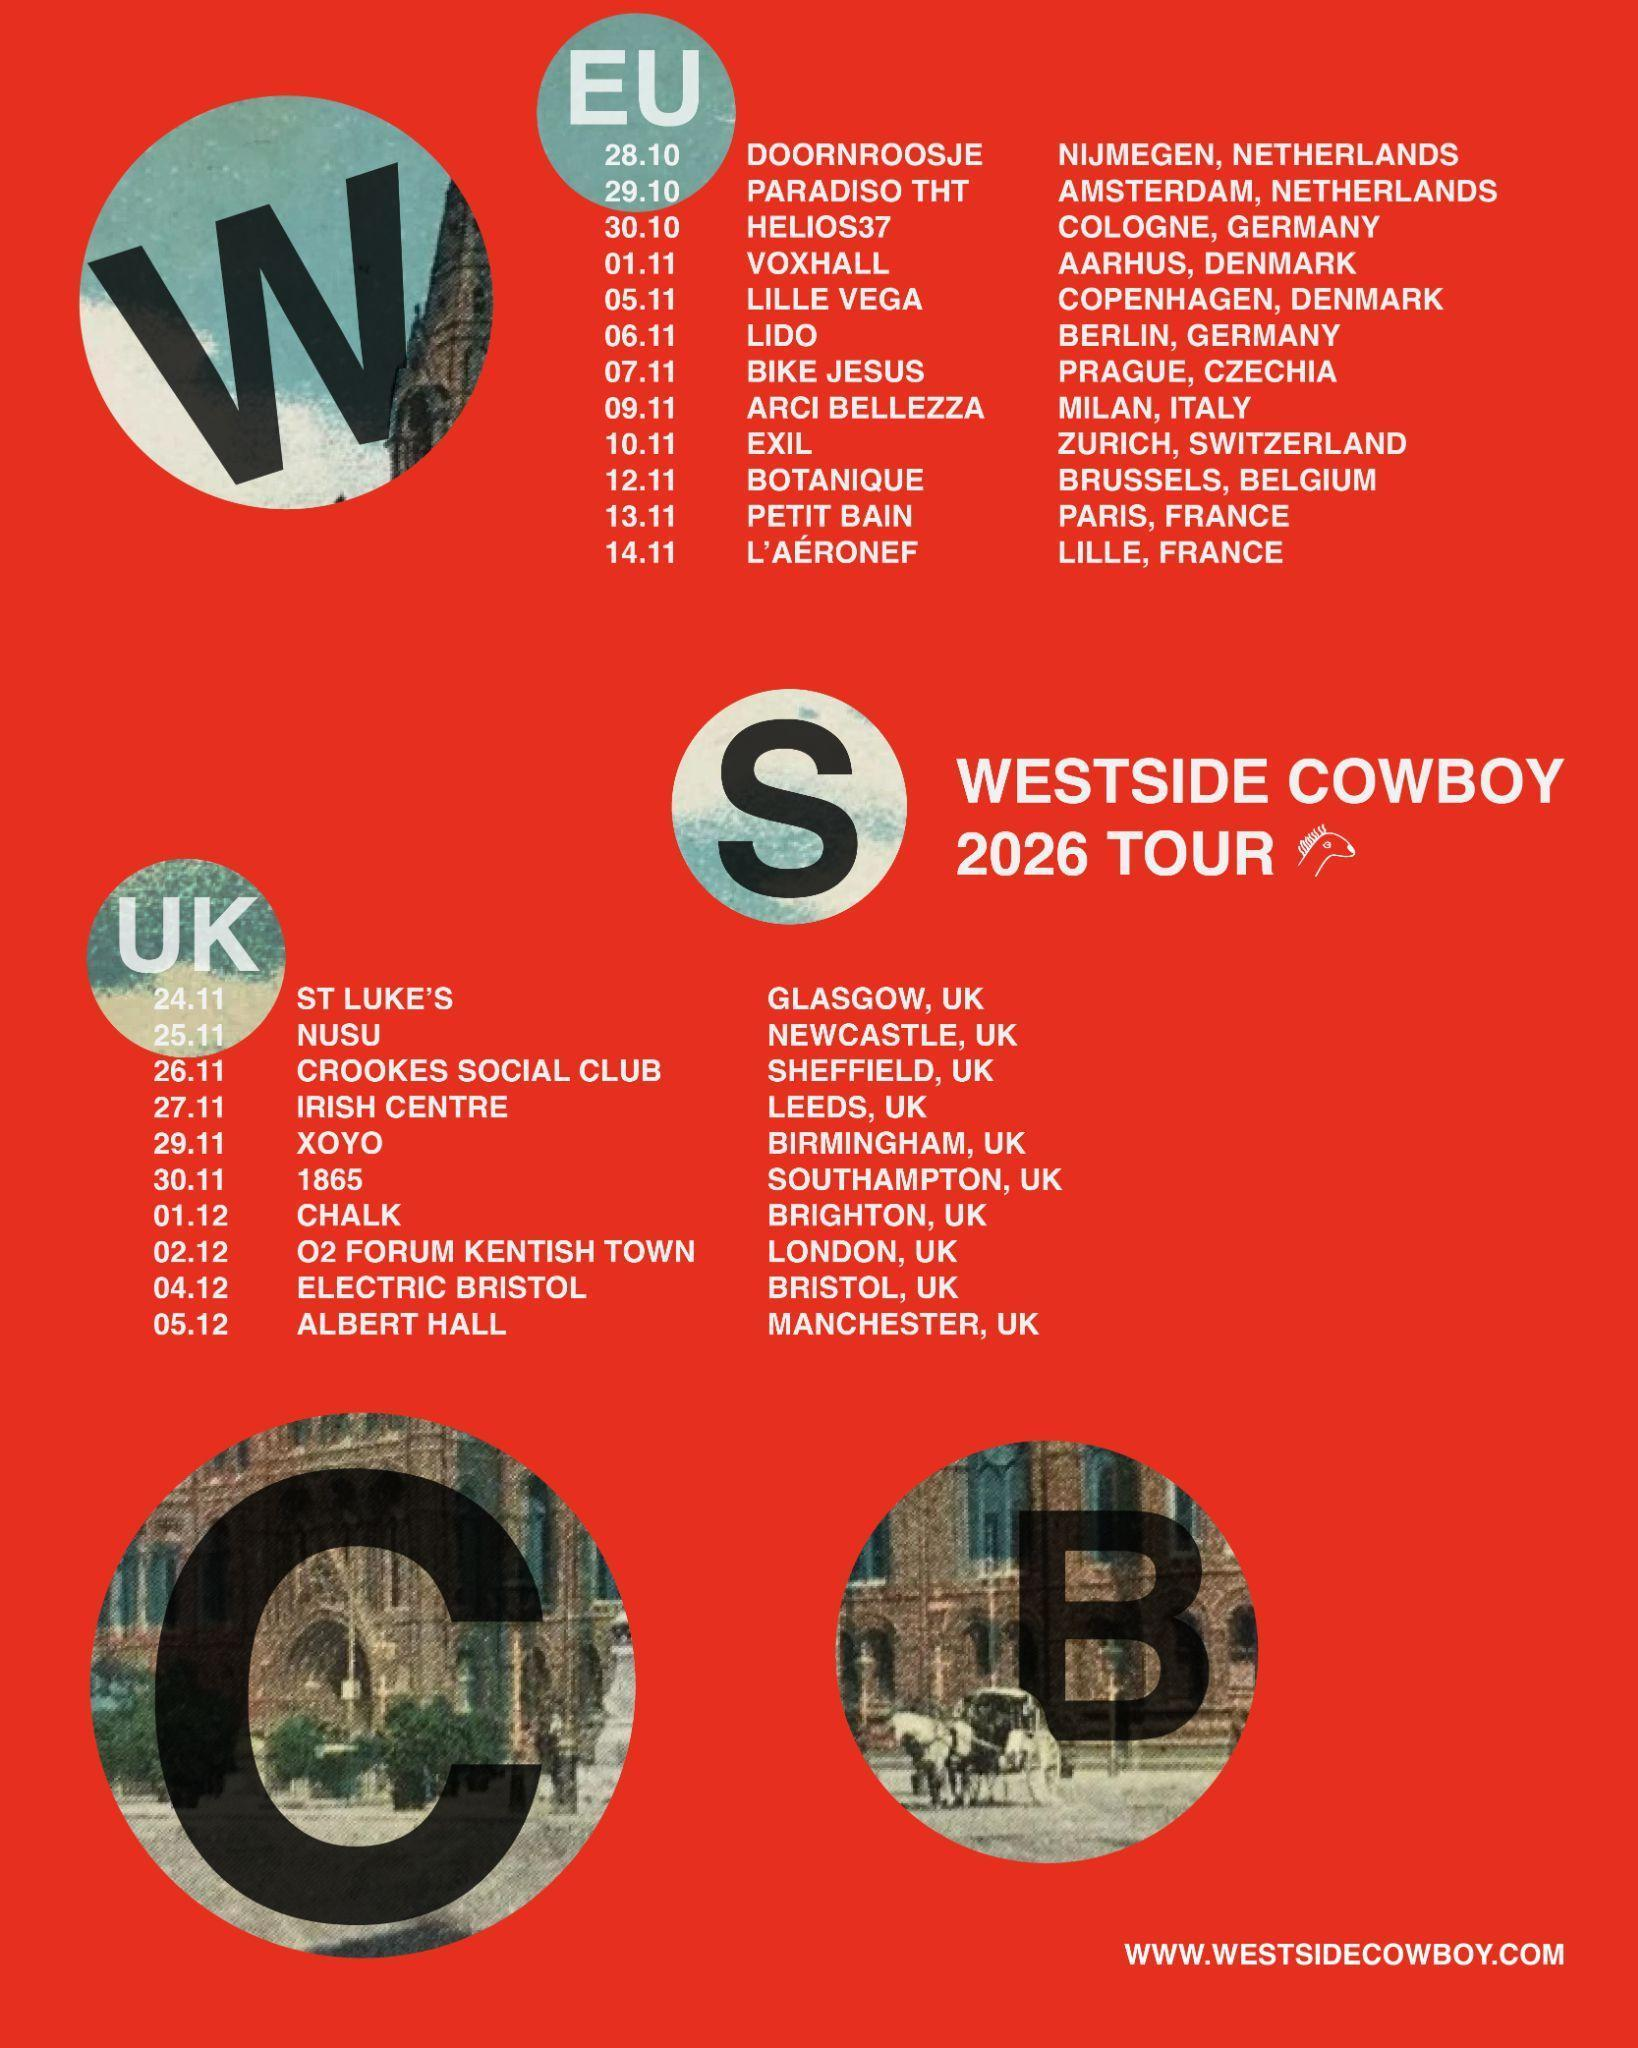 W
EU
28.10 DOORNROOSJE NIJMEGEN, NETHERLANDS
29.10 PARADISO THT AMSTERDAM, NETHERLANDS
30.10 HELIOS37 COLOGNE, GERMANY
01.11 VOXHALL AARHUS, DENMARK
05.11 LILLE VEGA COPENHAGEN, DENMARK
06.11 LIDO BERLIN, GERMANY
07.11 BIKE JESUS PRAGUE, CZECHIA
09.11 ARCI BELLEZZA MILAN, ITALY
10.11 EXIL ZURICH, SWITZERLAND
12.11 BOTANIQUE BRUSSELS, BELGIUM
13.11 PETIT BAIN PARIS, FRANCE
14.11 L’AÉRONEF LILLE, FRANCE
S
WESTSIDE COWBOY
2026 TOUR
UK
24.11 ST LUKE’S GLASGOW, UK
25.11 NUSU NEWCASTLE, UK
26.11 CROOKES SOCIAL CLUB SHEFFIELD, UK
27.11 IRISH CENTRE LEEDS, UK
29.11 XOYO BIRMINGHAM, UK
30.11 1865 SOUTHAMPTON, UK
01.12 CHALK BRIGHTON, UK
02.12 O2 FORUM KENTISH TOWN LONDON, UK
04.12 ELECTRIC BRISTOL BRISTOL, UK
05.12 ALBERT HALL MANCHESTER, UK
C
B
WWW.WESTSIDECOWBOY.COM